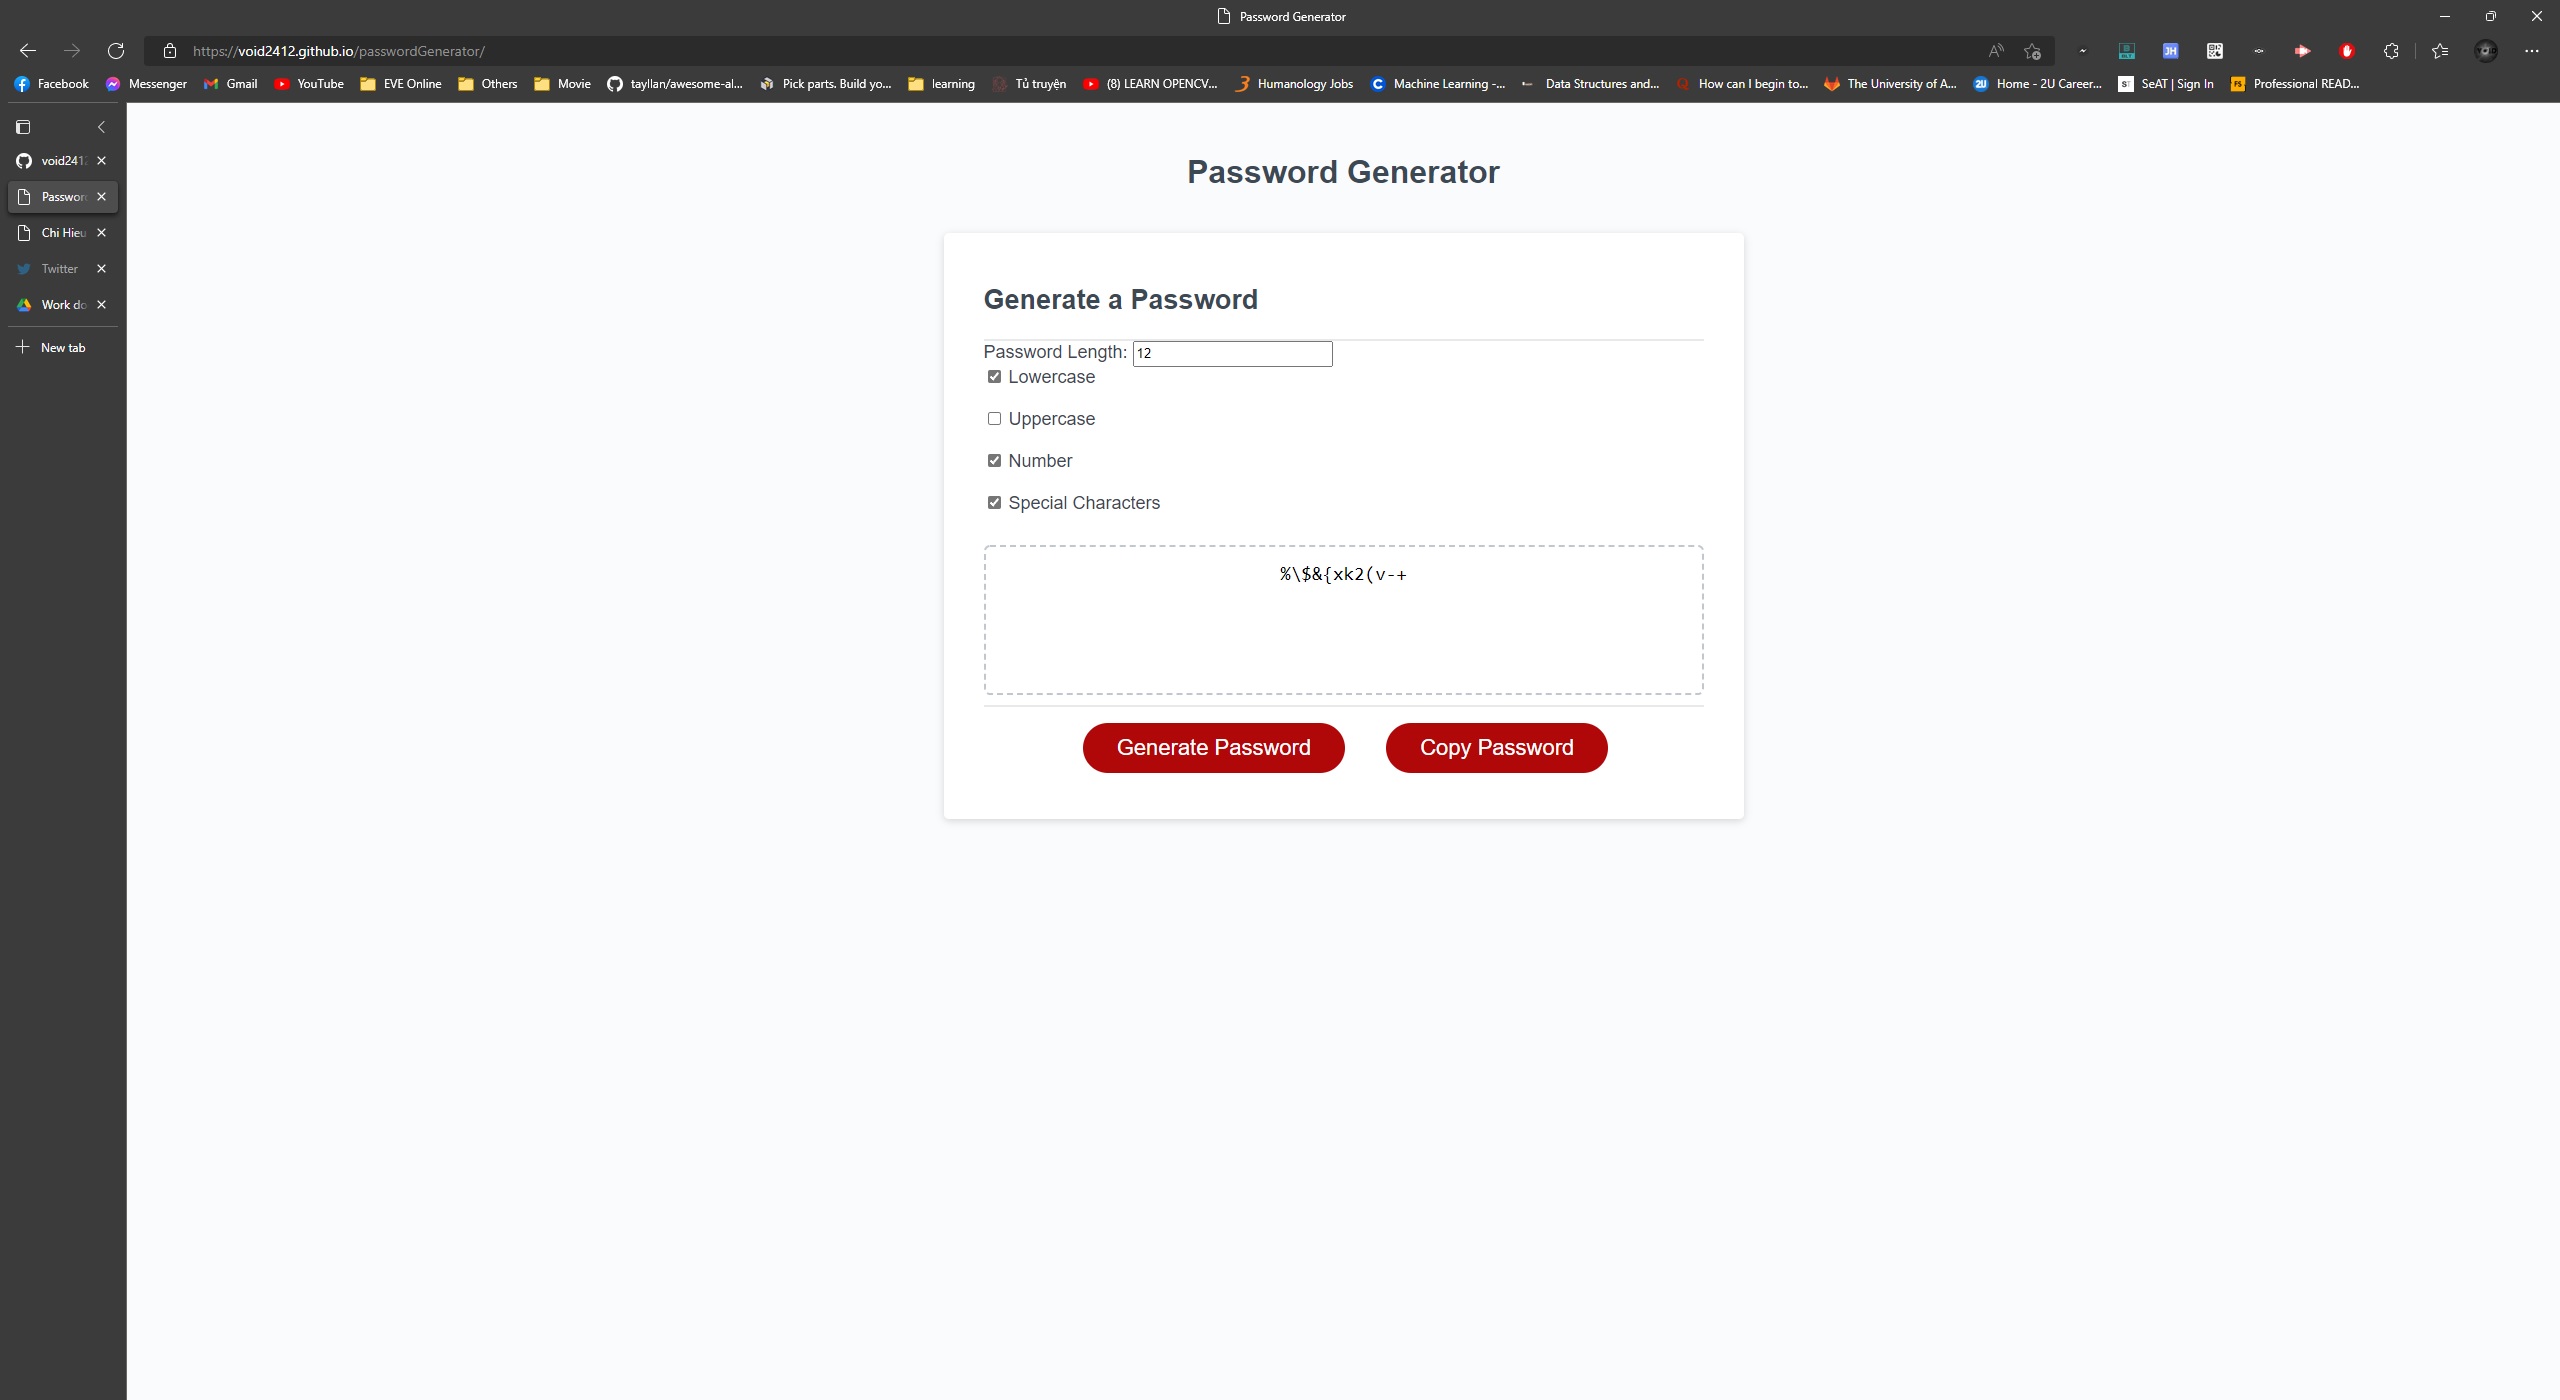 Password Generator
https://void2412.github.io/passwordGenerator/
Facebook Messenger Gmail YouTube EVE Online Others Movie tayllan/awesome-al... Pick parts. Build yo... learning Tủ truyện (8) LEARN OPENCV... Humanology Jobs Machine Learning -... Data Structures and... How can I begin to... The University of A... Home - 2U Career... SeAT | Sign In Professional READ...
void2412
Password
Chi Hieu
Twitter
Work do
New tab
Password Generator
Generate a Password
Password Length: 12
Lowercase
Uppercase
Number
Special Characters
%\$&{xk2(v-+
Generate Password Copy Password